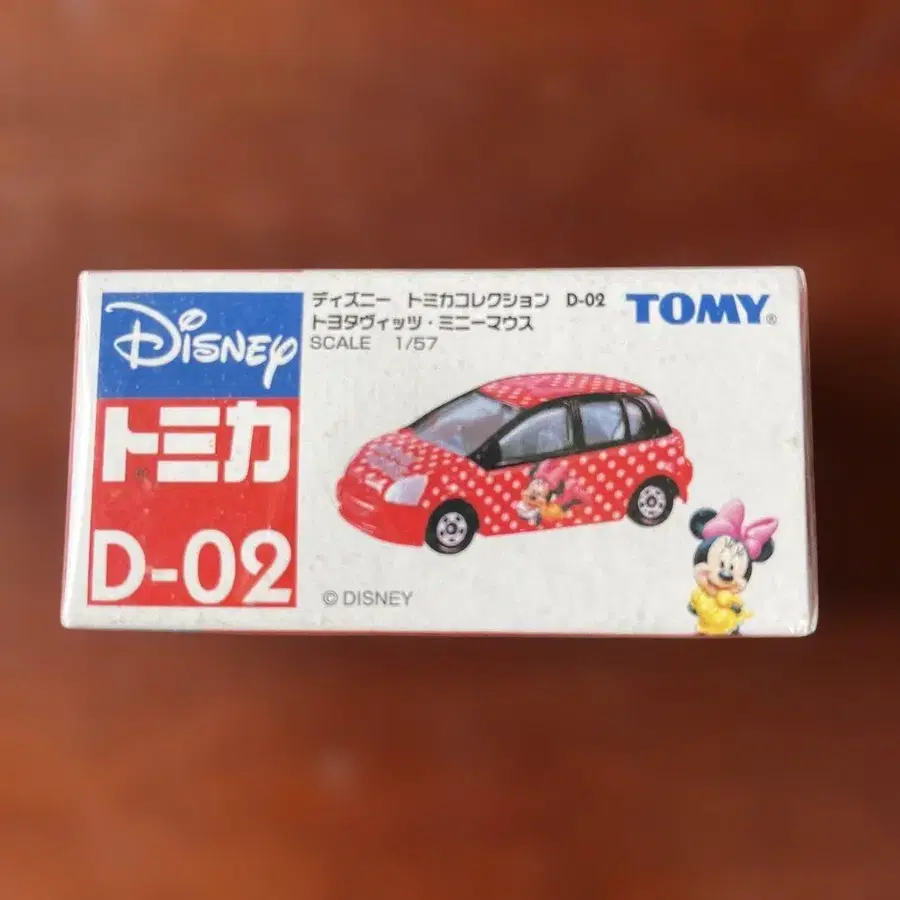 Disney
トミカ
D-02
ディズニー トミカコレクション D-02
トヨタヴィッツ・ミニーマウス
SCALE 1/57
TOMY®
© DISNEY